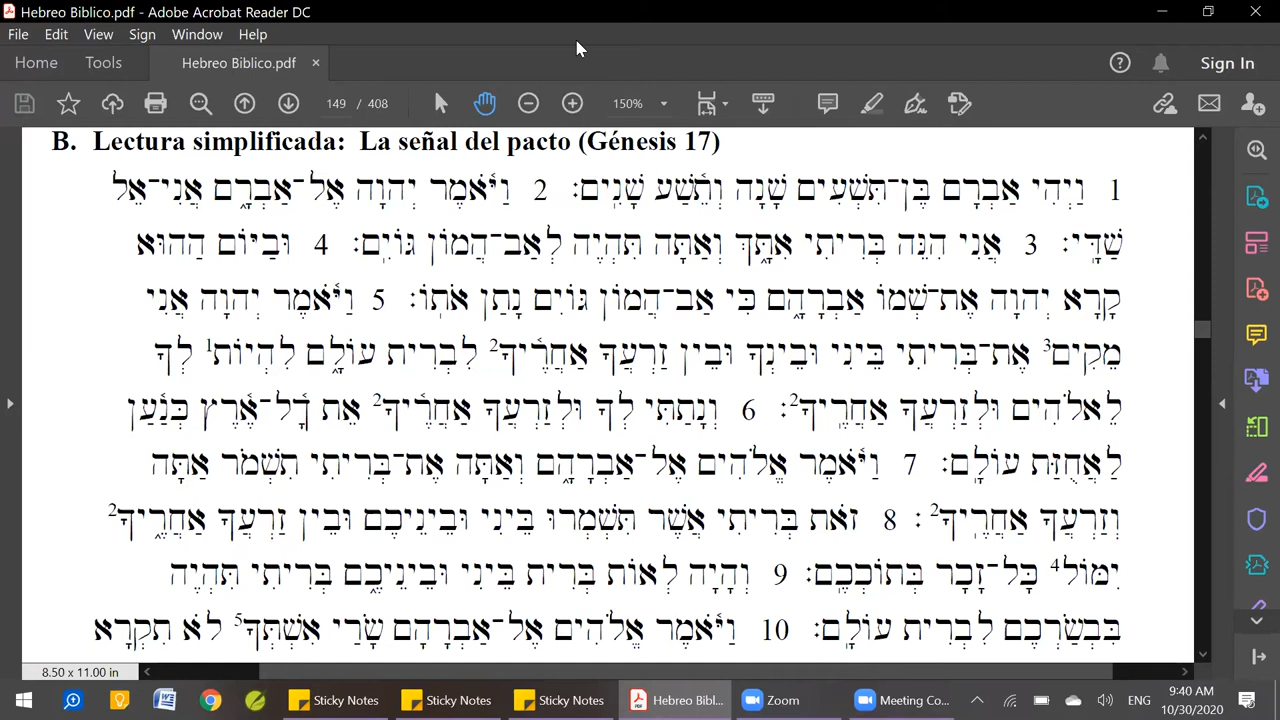 Hebreo Biblico.pdf - Adobe Acrobat Reader DC
File Edit View Sign Window Help
Home Tools Hebreo Biblico.pdf × Sign In
149 / 408 150%
B. Lectura simplificada: La señal del pacto (Génesis 17)
1 וַיְהִי אַבְרָם בֶּן־תִּשְׁעִים שָׁנָה וְתֵ֫שַׁע שָׁנִֽים׃ 2 וַיֹּ֫אמֶר יְהוָה אֶל־אַבְרָ֑ם אֲנִי־אֵל
שַׁדָּֽי׃ 3 אֲנִי הִנֵּה בְּרִיתִי אִתָּ֑ךְ וְאַתָּה תִּהְיֶה לְאַב־הֲמוֹן גּוֹיִֽם׃ 4 וּבַיּוֹם הַהוּא
קָרָא יְהוָה אֶת־שְׁמוֹ אַבְרָהָ֑ם כִּי אַב־הֲמוֹן גּוֹיִם נָתַן אֹתֽוֹ׃ 5 וַיֹּ֫אמֶר יְהוָה אֲנִי
מֵקִים³ אֶת־בְּרִיתִי בֵּינִי וּבֵינְךָ וּבֵין זַרְעֲךָ אַחֲרֶ֫יךָ² לִבְרִית עוֹלָ֑ם לִהְיוֹת¹ לְךָ
לֵאלֹהִים וּלְזַרְעֲךָ אַחֲרֶֽיךָ²׃ 6 וְנָתַתִּי לְךָ וּלְזַרְעֲךָ אַחֲרֶ֫יךָ² אֵת דָ֫ל־אֶ֫רֶץ כְּנַ֫עַן
לַאֲחֻזַּת עוֹלָֽם׃ 7 וַיֹּ֫אמֶר אֱלֹהִים אֶל־אַבְרָהָ֑ם וְאַתָּה אֶת־בְּרִיתִי תִשְׁמֹר אַתָּה
וְזַרְעֲךָ אַחֲרֶֽיךָ² ׃ 8 זֹאת בְּרִיתִי אֲשֶׁר תִּשְׁמְרוּ בֵּינִי וּבֵינֵיכֶם וּבֵין זַרְעֲךָ אַחֲרֶ֑יךָ²
יִמּוֹל⁴ כָּל־זָכָר בְּתוֹכְכֶֽם׃ 9 וְהָיָה לְאוֹת בְּרִית בֵּינִי וּבֵינֵיכֶ֑ם בְּרִיתִי תִּהְיֶה
בִּבְשַׂרְכֶם לִבְרִית עוֹלָֽם׃ 10 וַיֹּ֫אמֶר אֱלֹהִים אֶל־אַבְרָהָם שָׂרַי אִשְׁתְּךָ⁵ לֹא תִקְרָא
8.50 x 11.00 in
Sticky Notes Sticky Notes Sticky Notes Hebreo Bibl... Zoom Meeting Co... ENG 9:40 AM
10/30/2020